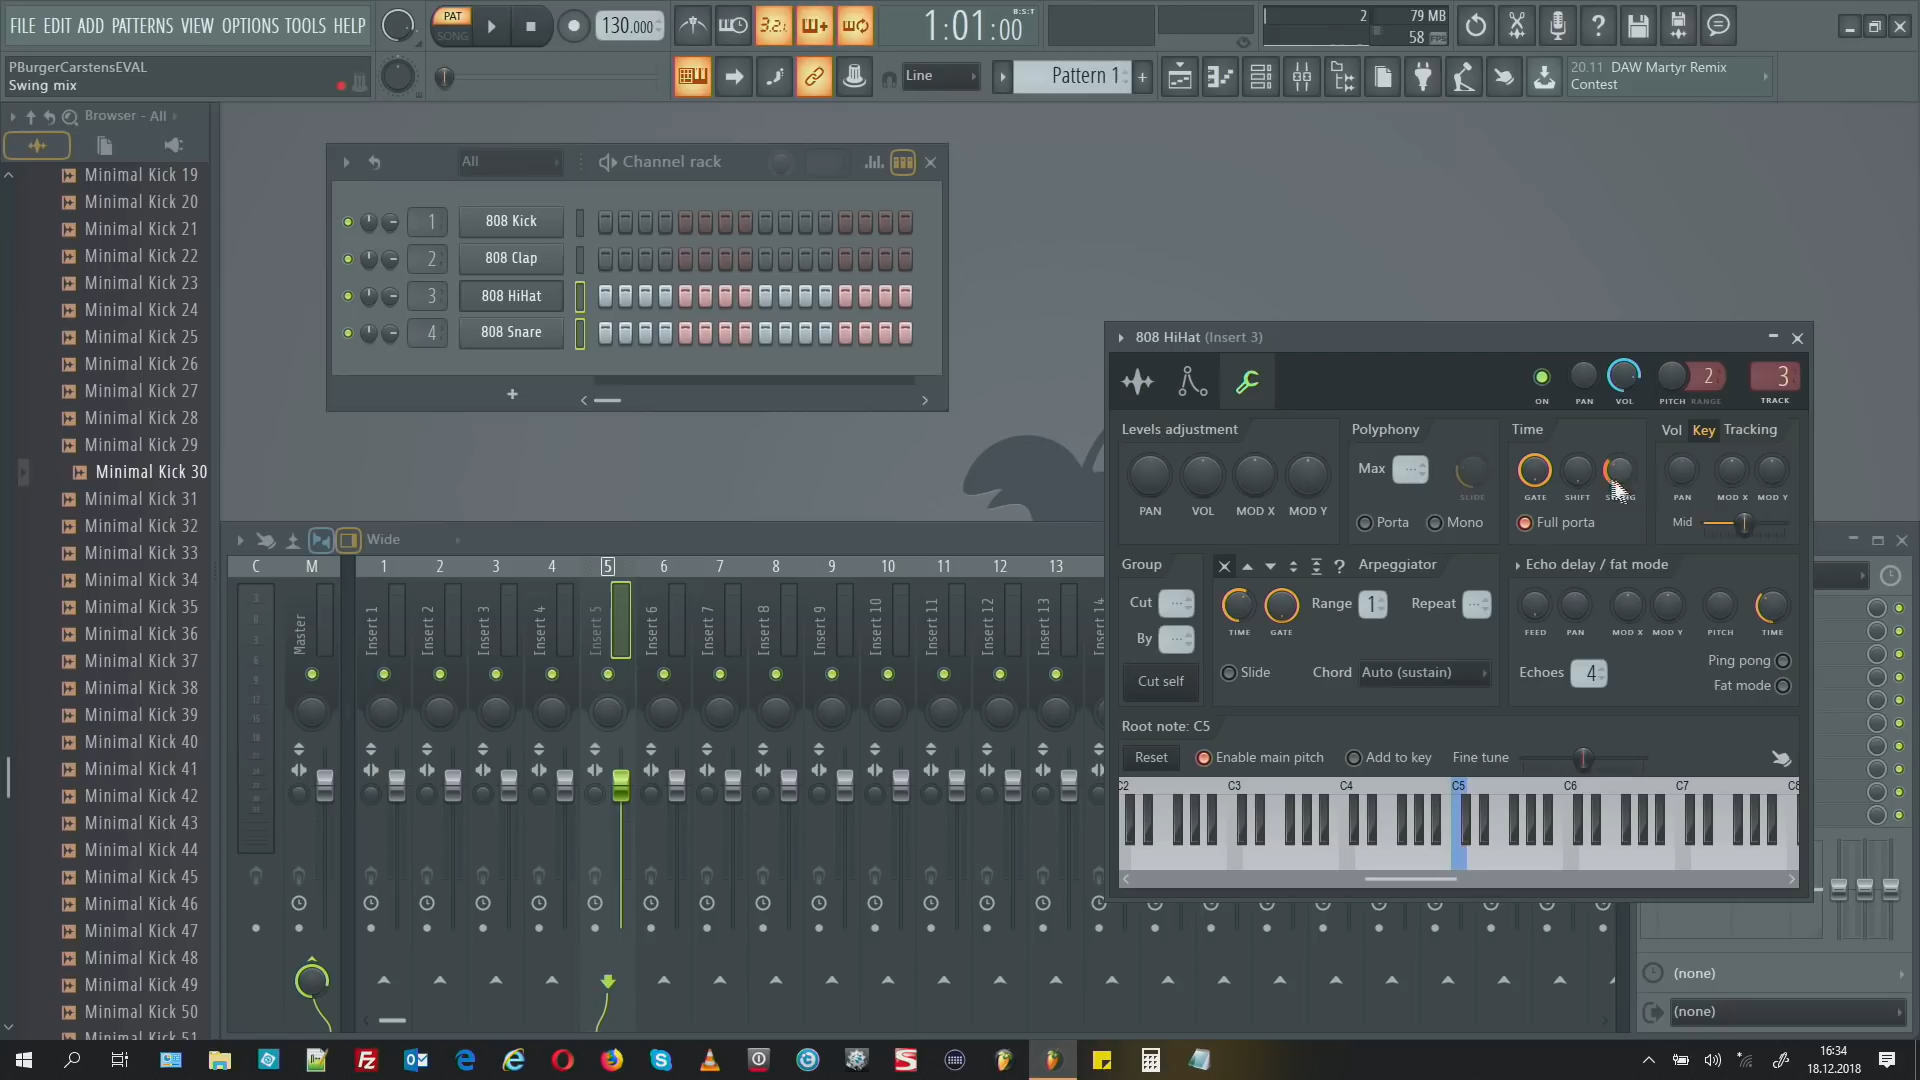 FILE EDIT ADD PATTERNS VIEW OPTIONS TOOLS HELP
PAT
SONG
130.000
3.2.
1:01:00
B:S:T
2
79 MB
58
FPS
PBurgerCarstensEVAL
Swing mix
Line
Pattern 1
20.11 DAW Martyr Remix
Contest
Browser - All
Minimal Kick 19
Minimal Kick 20
Minimal Kick 21
Minimal Kick 22
Minimal Kick 23
Minimal Kick 24
Minimal Kick 25
Minimal Kick 26
Minimal Kick 27
Minimal Kick 28
Minimal Kick 29
Minimal Kick 30
Minimal Kick 31
Minimal Kick 32
Minimal Kick 33
Minimal Kick 34
Minimal Kick 35
Minimal Kick 36
Minimal Kick 37
Minimal Kick 38
Minimal Kick 39
Minimal Kick 40
Minimal Kick 41
Minimal Kick 42
Minimal Kick 43
Minimal Kick 44
Minimal Kick 45
Minimal Kick 46
Minimal Kick 47
Minimal Kick 48
Minimal Kick 49
Minimal Kick 50
Minimal Kick 51
All
Channel rack
1 808 Kick
2 808 Clap
3 808 HiHat
4 808 Snare
Wide
C M 1 2 3 4 5 6 7 8 9 10 11 12 13
Master
Insert 1
Insert 2
Insert 3
Insert 4
Insert 5
Insert 6
Insert 7
Insert 8
Insert 9
Insert 10
Insert 11
Insert 12
Insert 13
808 HiHat (Insert 3)
2
3
ON PAN VOL PITCH RANGE TRACK
Levels adjustment
PAN VOL MOD X MOD Y
Polyphony
Max
SLIDE
Porta Mono
Time
GATE SHIFT
Full porta
Vol Key Tracking
PAN MOD X MOD Y
Mid
Group
Cut
By
Cut self
Arpeggiator
TIME GATE
Range 1 Repeat
Slide
Chord Auto (sustain)
Echo delay / fat mode
FEED PAN MOD X MOD Y PITCH TIME
Echoes 4
Ping pong
Fat mode
Root note: C5
Reset Enable main pitch Add to key Fine tune
C2 C3 C4 C5 C6 C7 C8
(none)
(none)
16:34
18.12.2018